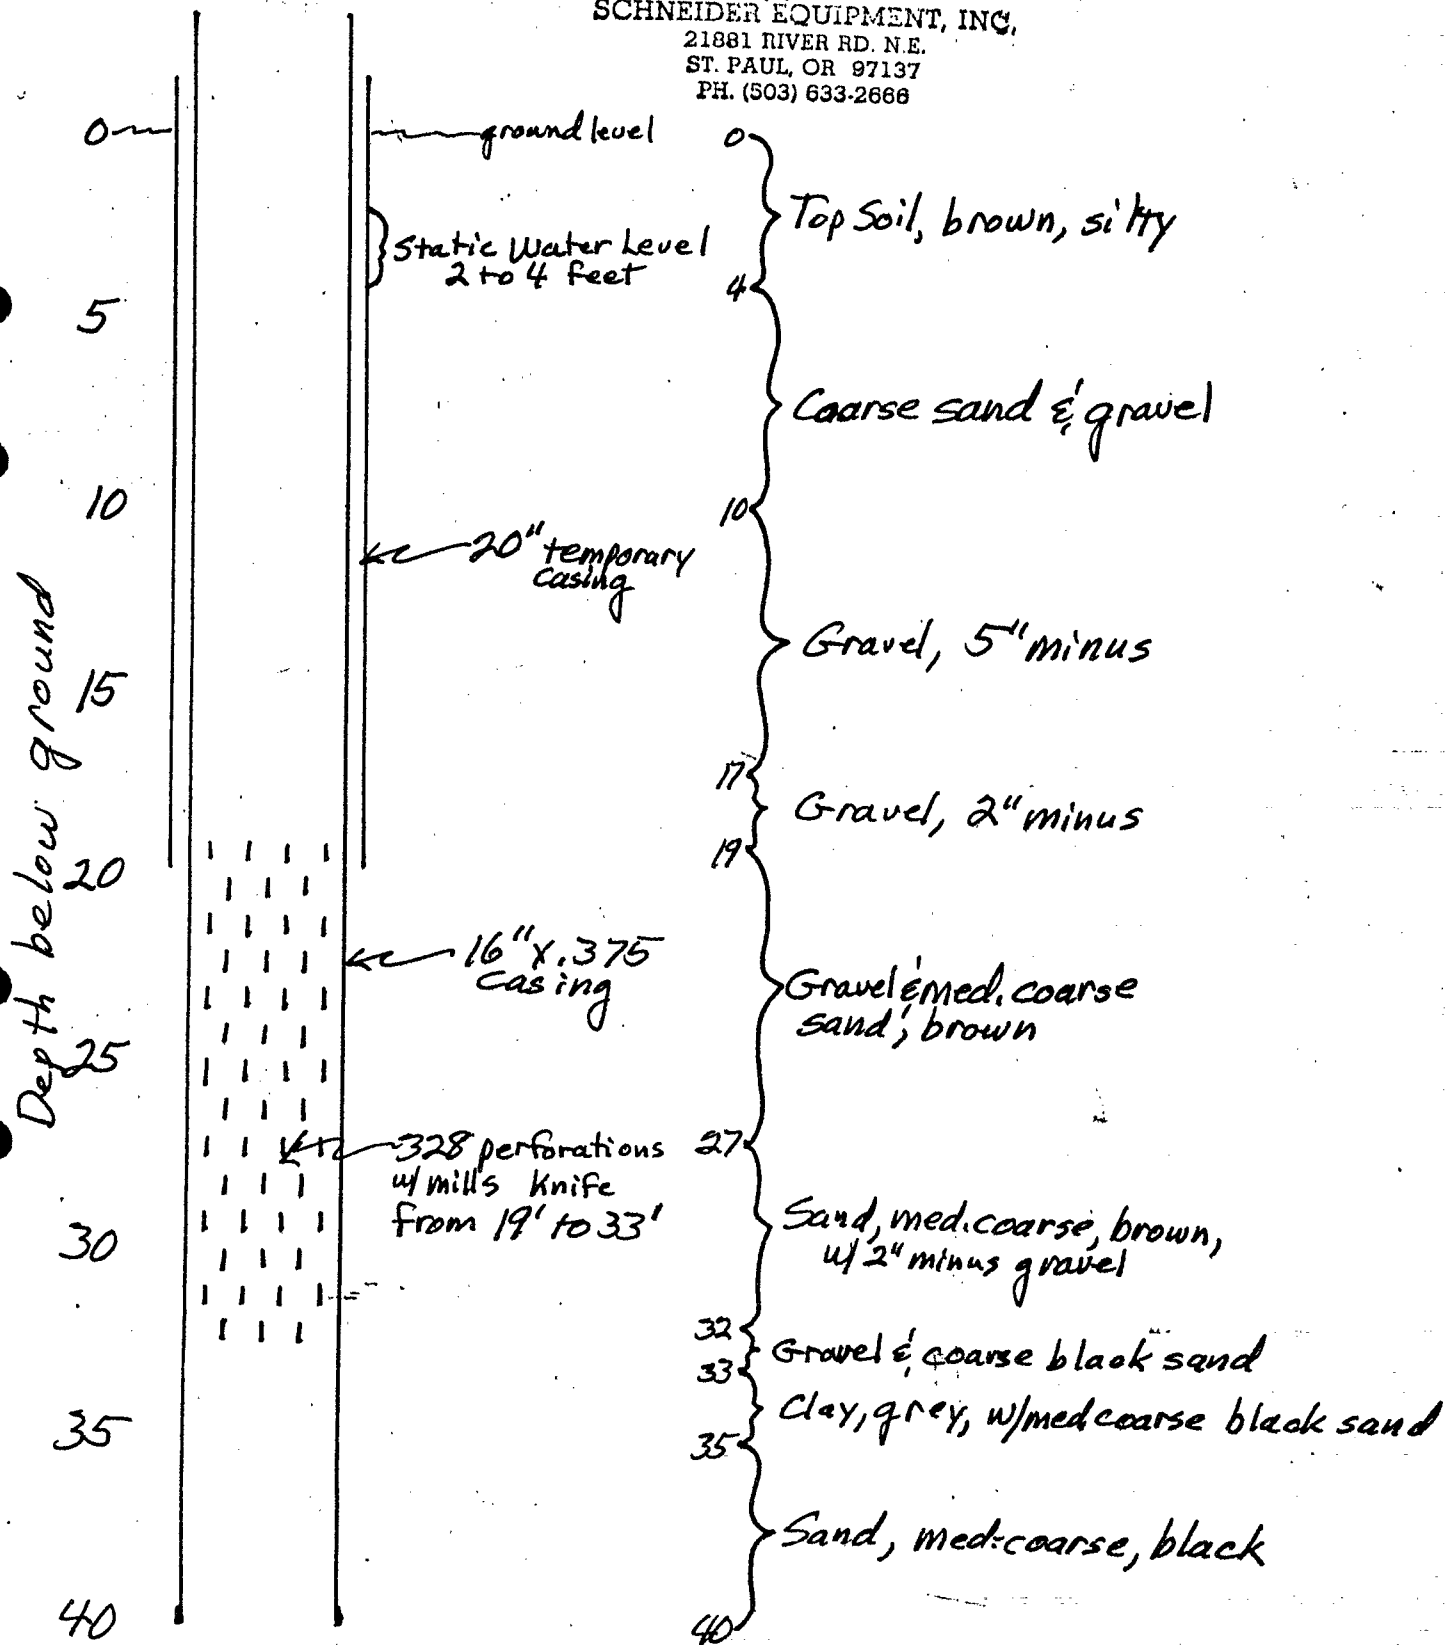 SCHNEIDER EQUIPMENT, INC.
21881 RIVER RD. N.E.
ST. PAUL, OR 97137
PH. (503) 633-2666
Depth below ground
0
5
10
15
20
25
30
35
40
ground level
Static Water Level
2 to 4 feet
20" temporary
casing
16" x .375
casing
328 perforations
w/ mills knife
from 19' to 33'
0
Top Soil, brown, silty
4
Coarse sand & gravel
10
Gravel, 5" minus
17
Gravel, 2" minus
19
Gravel & med. coarse
sand, brown
27
Sand, med. coarse, brown,
w/ 2" minus gravel
32
Gravel & coarse black sand
33
Clay, grey, w/med coarse black sand
35
Sand, med-coarse, black
40